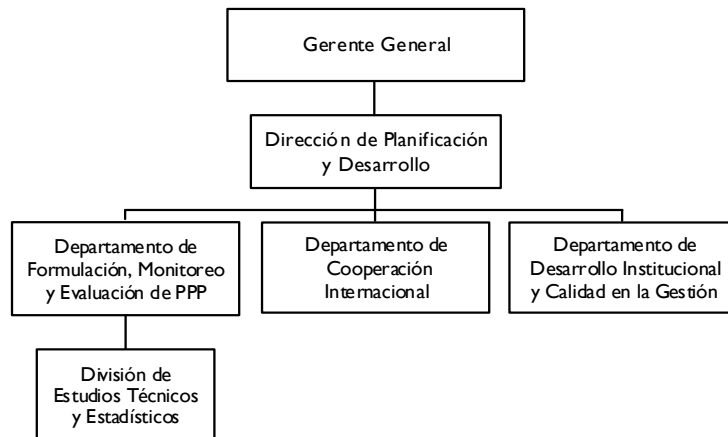 Gerente General
Dirección de Planificación
y Desarrollo
Departamento de
Formulación, Monitoreo
y Evaluación de PPP
Departamento de
Cooperación
Internacional
Departamento de
Desarrollo Institucional
y Calidad en la Gestión
División de
Estudios Técnicos
y Estadísticos